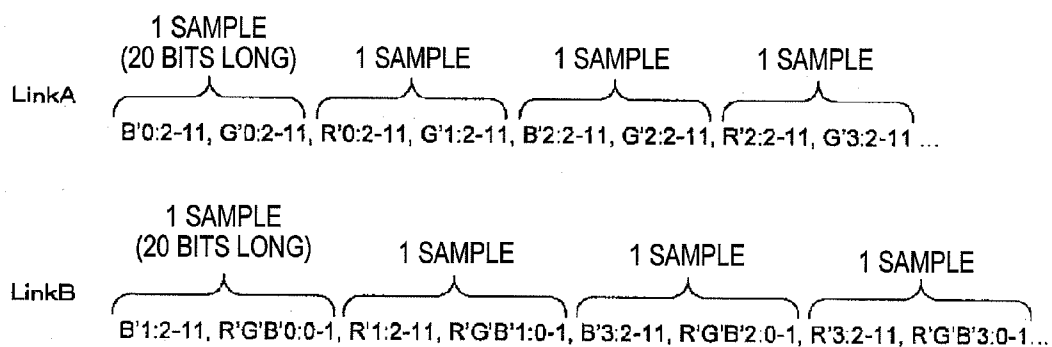 1 SAMPLE
(20 BITS LONG) 1 SAMPLE 1 SAMPLE 1 SAMPLE
LinkA
B'0:2-11, G'0:2-11, R'0:2-11, G'1:2-11, B'2:2-11, G'2:2-11, R'2:2-11, G'3:2-11 ...
1 SAMPLE
(20 BITS LONG) 1 SAMPLE 1 SAMPLE 1 SAMPLE
LinkB
B'1:2-11, R'G'B'0:0-1, R'1:2-11, R'G'B'1:0-1, B'3:2-11, R'G'B'2:0-1, R'3:2-11, R'G'B'3:0-1...